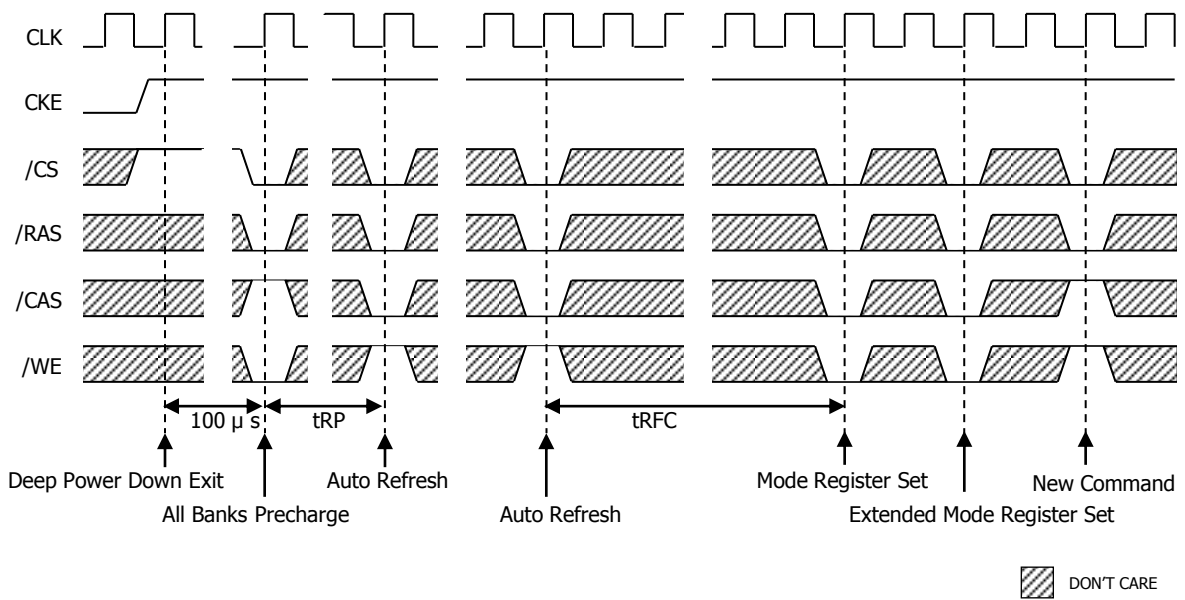 CLK
CKE
/CS
/RAS
/CAS
/WE
100 μ s
tRP
tRFC
Deep Power Down Exit
Auto Refresh
Mode Register Set
New Command
All Banks Precharge
Auto Refresh
Extended Mode Register Set
DON'T CARE